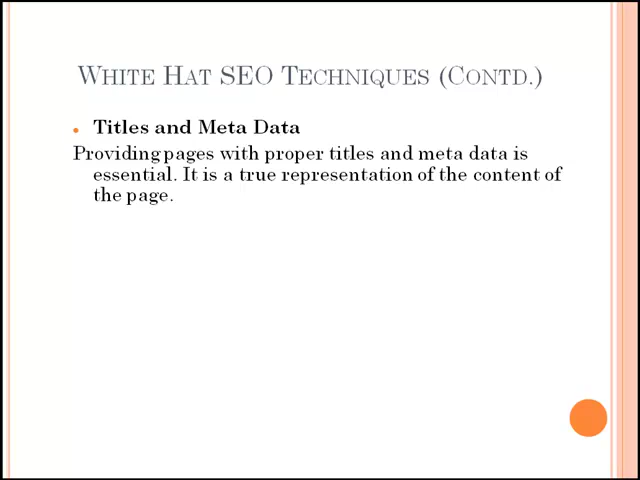 WHITE HAT SEO TECHNIQUES (CONTD.)
• Titles and Meta Data
Providing pages with proper titles and meta data is
essential. It is a true representation of the content of
the page.